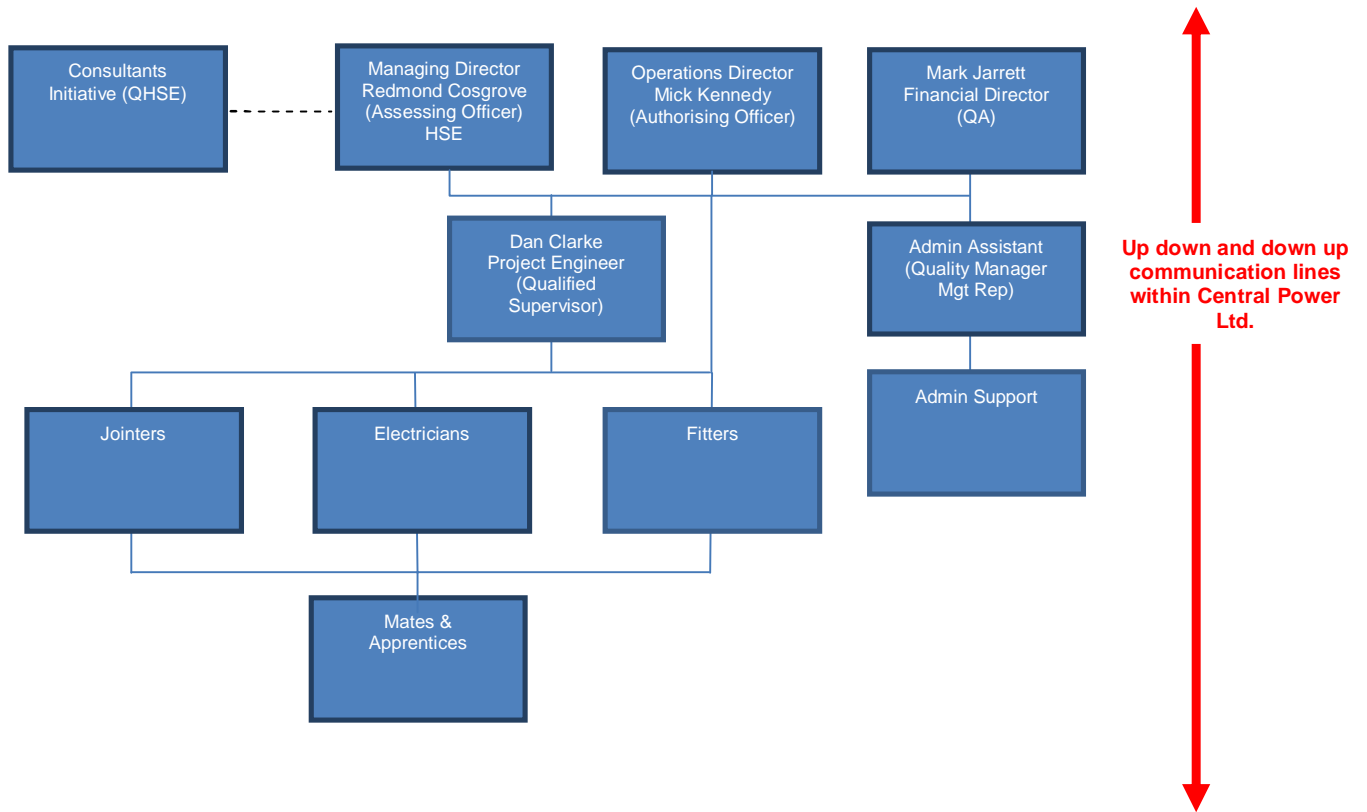 Consultants
Initiative (QHSE)
Managing Director
Redmond Cosgrove
(Assessing Officer)
HSE
Operations Director
Mick Kennedy
(Authorising Officer)
Mark Jarrett
Financial Director
(QA)
Dan Clarke
Project Engineer
(Qualified
Supervisor)
Admin Assistant
(Quality Manager
Mgt Rep)
Up down and down up
communication lines
within Central Power
Ltd.
Jointers
Electricians
Fitters
Admin Support
Mates &
Apprentices